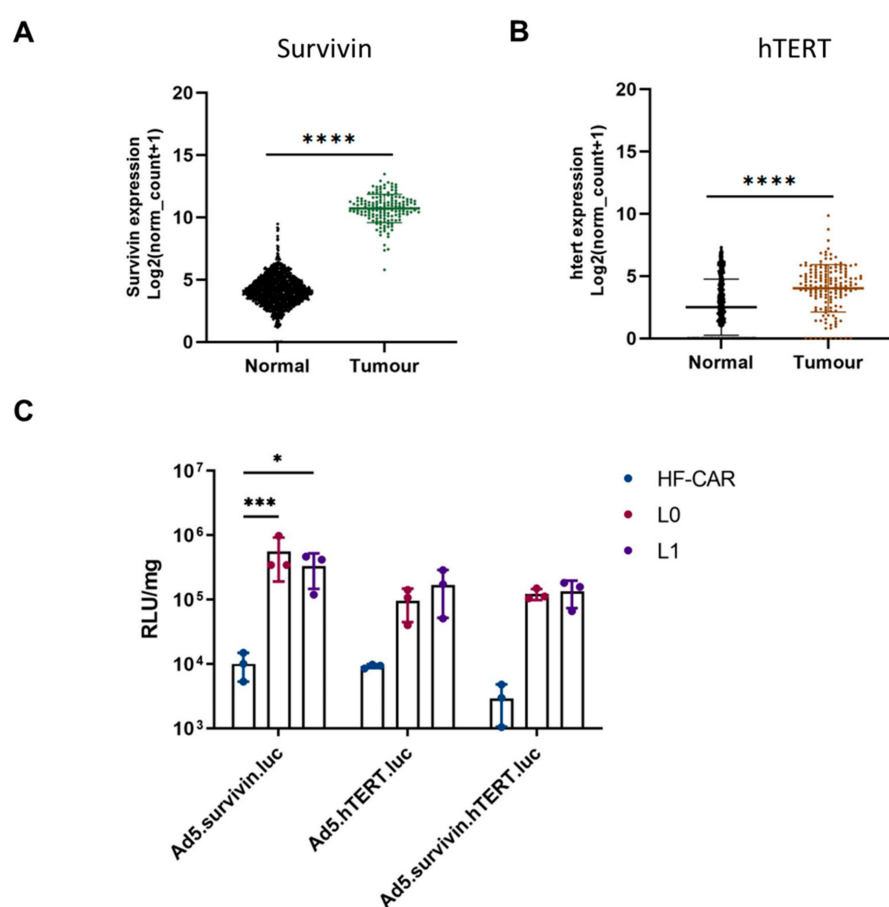 A
Survivin
Survivin expression
Log2(norm_count+1)
20
15
10
5
0
****
Normal
Tumour
B
hTERT
htert expression
Log2(norm_count+1)
20
15
10
5
0
****
Normal
Tumour
C
RLU/mg
10⁷
10⁶
10⁵
10⁴
10³
*
***
HF-CAR
L0
L1
Ad5.survivin.luc
Ad5.hTERT.luc
Ad5.survivin.hTERT.luc